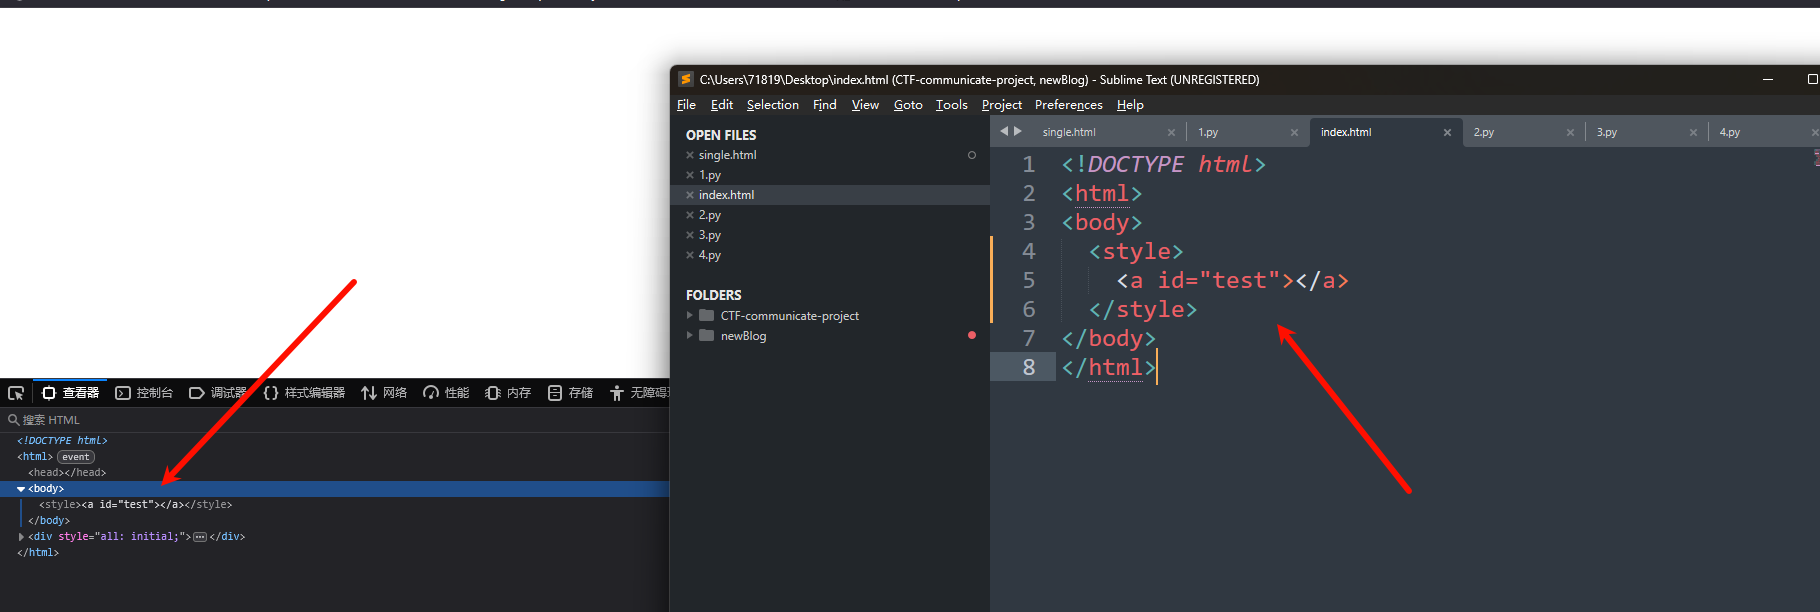 C:\Users\71819\Desktop\index.html (CTF-communicate-project, newBlog) - Sublime Text (UNREGISTERED)
File Edit Selection Find View Goto Tools Project Preferences Help
OPEN FILES
single.html
1.py
index.html
2.py
3.py
4.py
FOLDERS
CTF-communicate-project
newBlog
single.html 1.py index.html 2.py 3.py 4.py
1 <!DOCTYPE html>
2 <html>
3 <body>
4 <style>
5 <a id="test"></a>
6 </style>
7 </body>
8 </html>
查看器 控制台 调试器 样式编辑器 网络 性能 内存 存储 无障碍
搜索 HTML
<!DOCTYPE html>
<html> event
<head></head>
<body>
<style><a id="test"></a></style>
</body>
<div style="all: initial;"></div>
</html>